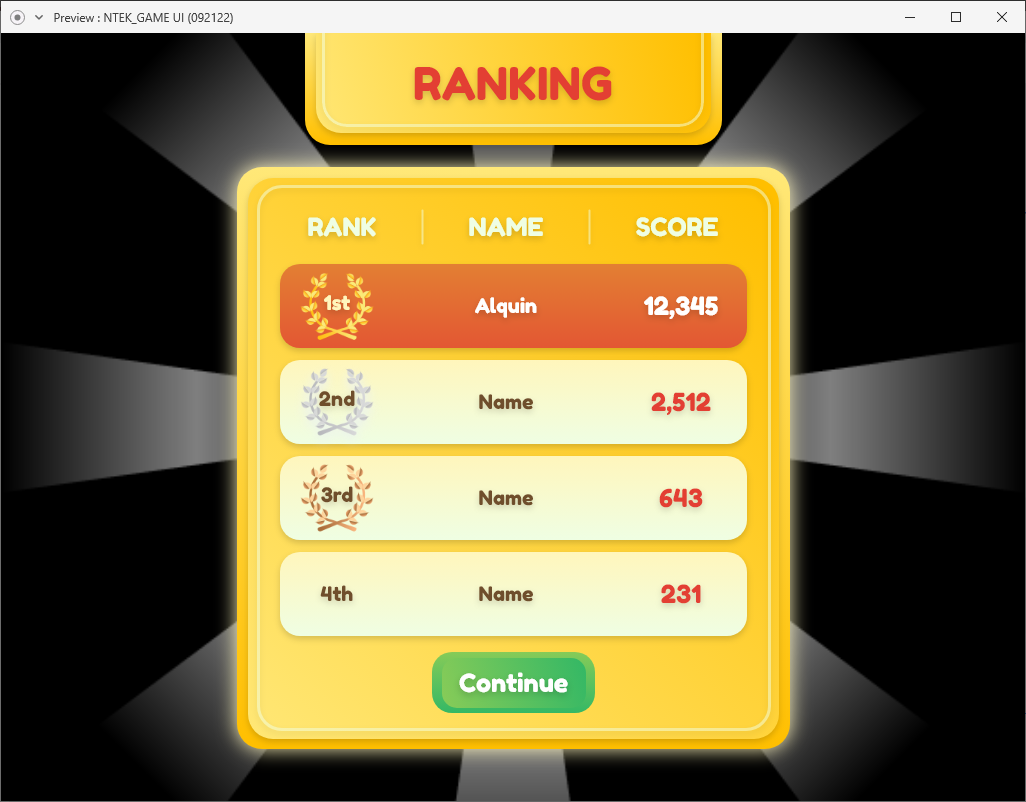 Preview : NTEK_GAME UI (092122)
RANKING
RANK NAME SCORE
1st Alquin 12,345
2nd Name 2,512
3rd Name 643
4th Name 231
Continue